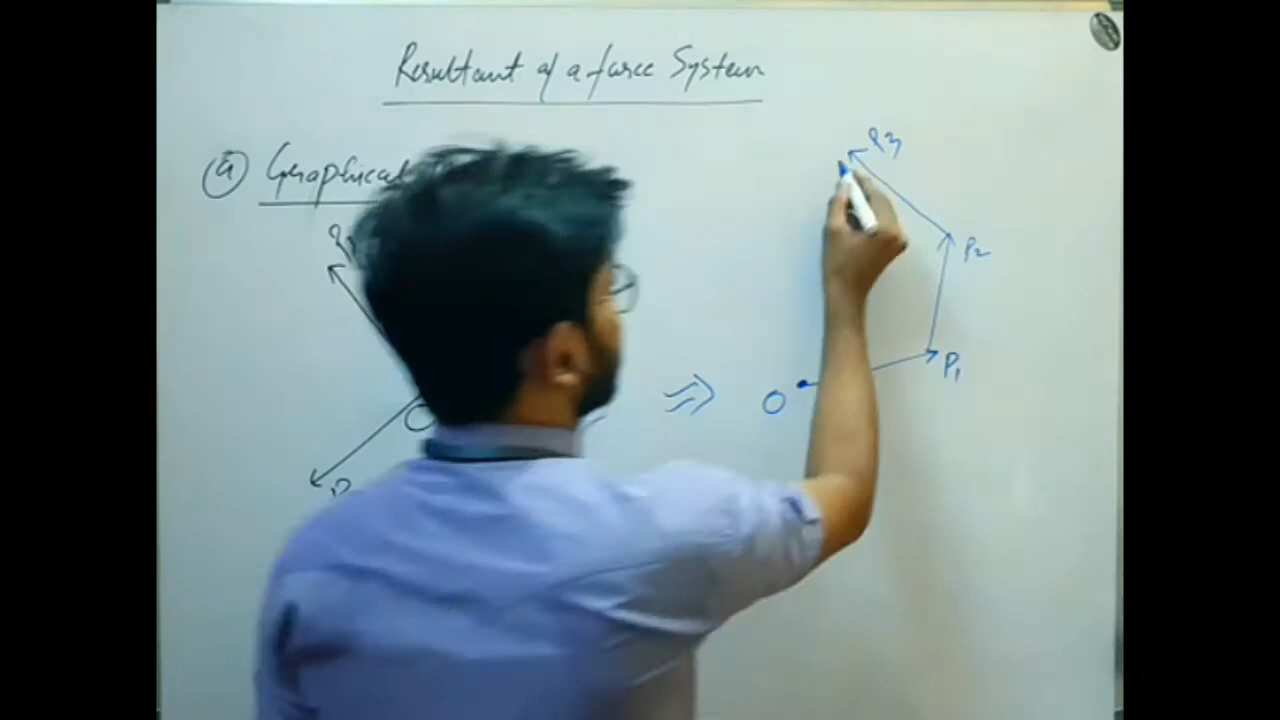 Resultant of a force System
a Graphical
P3
P3
P2
P1
O
O